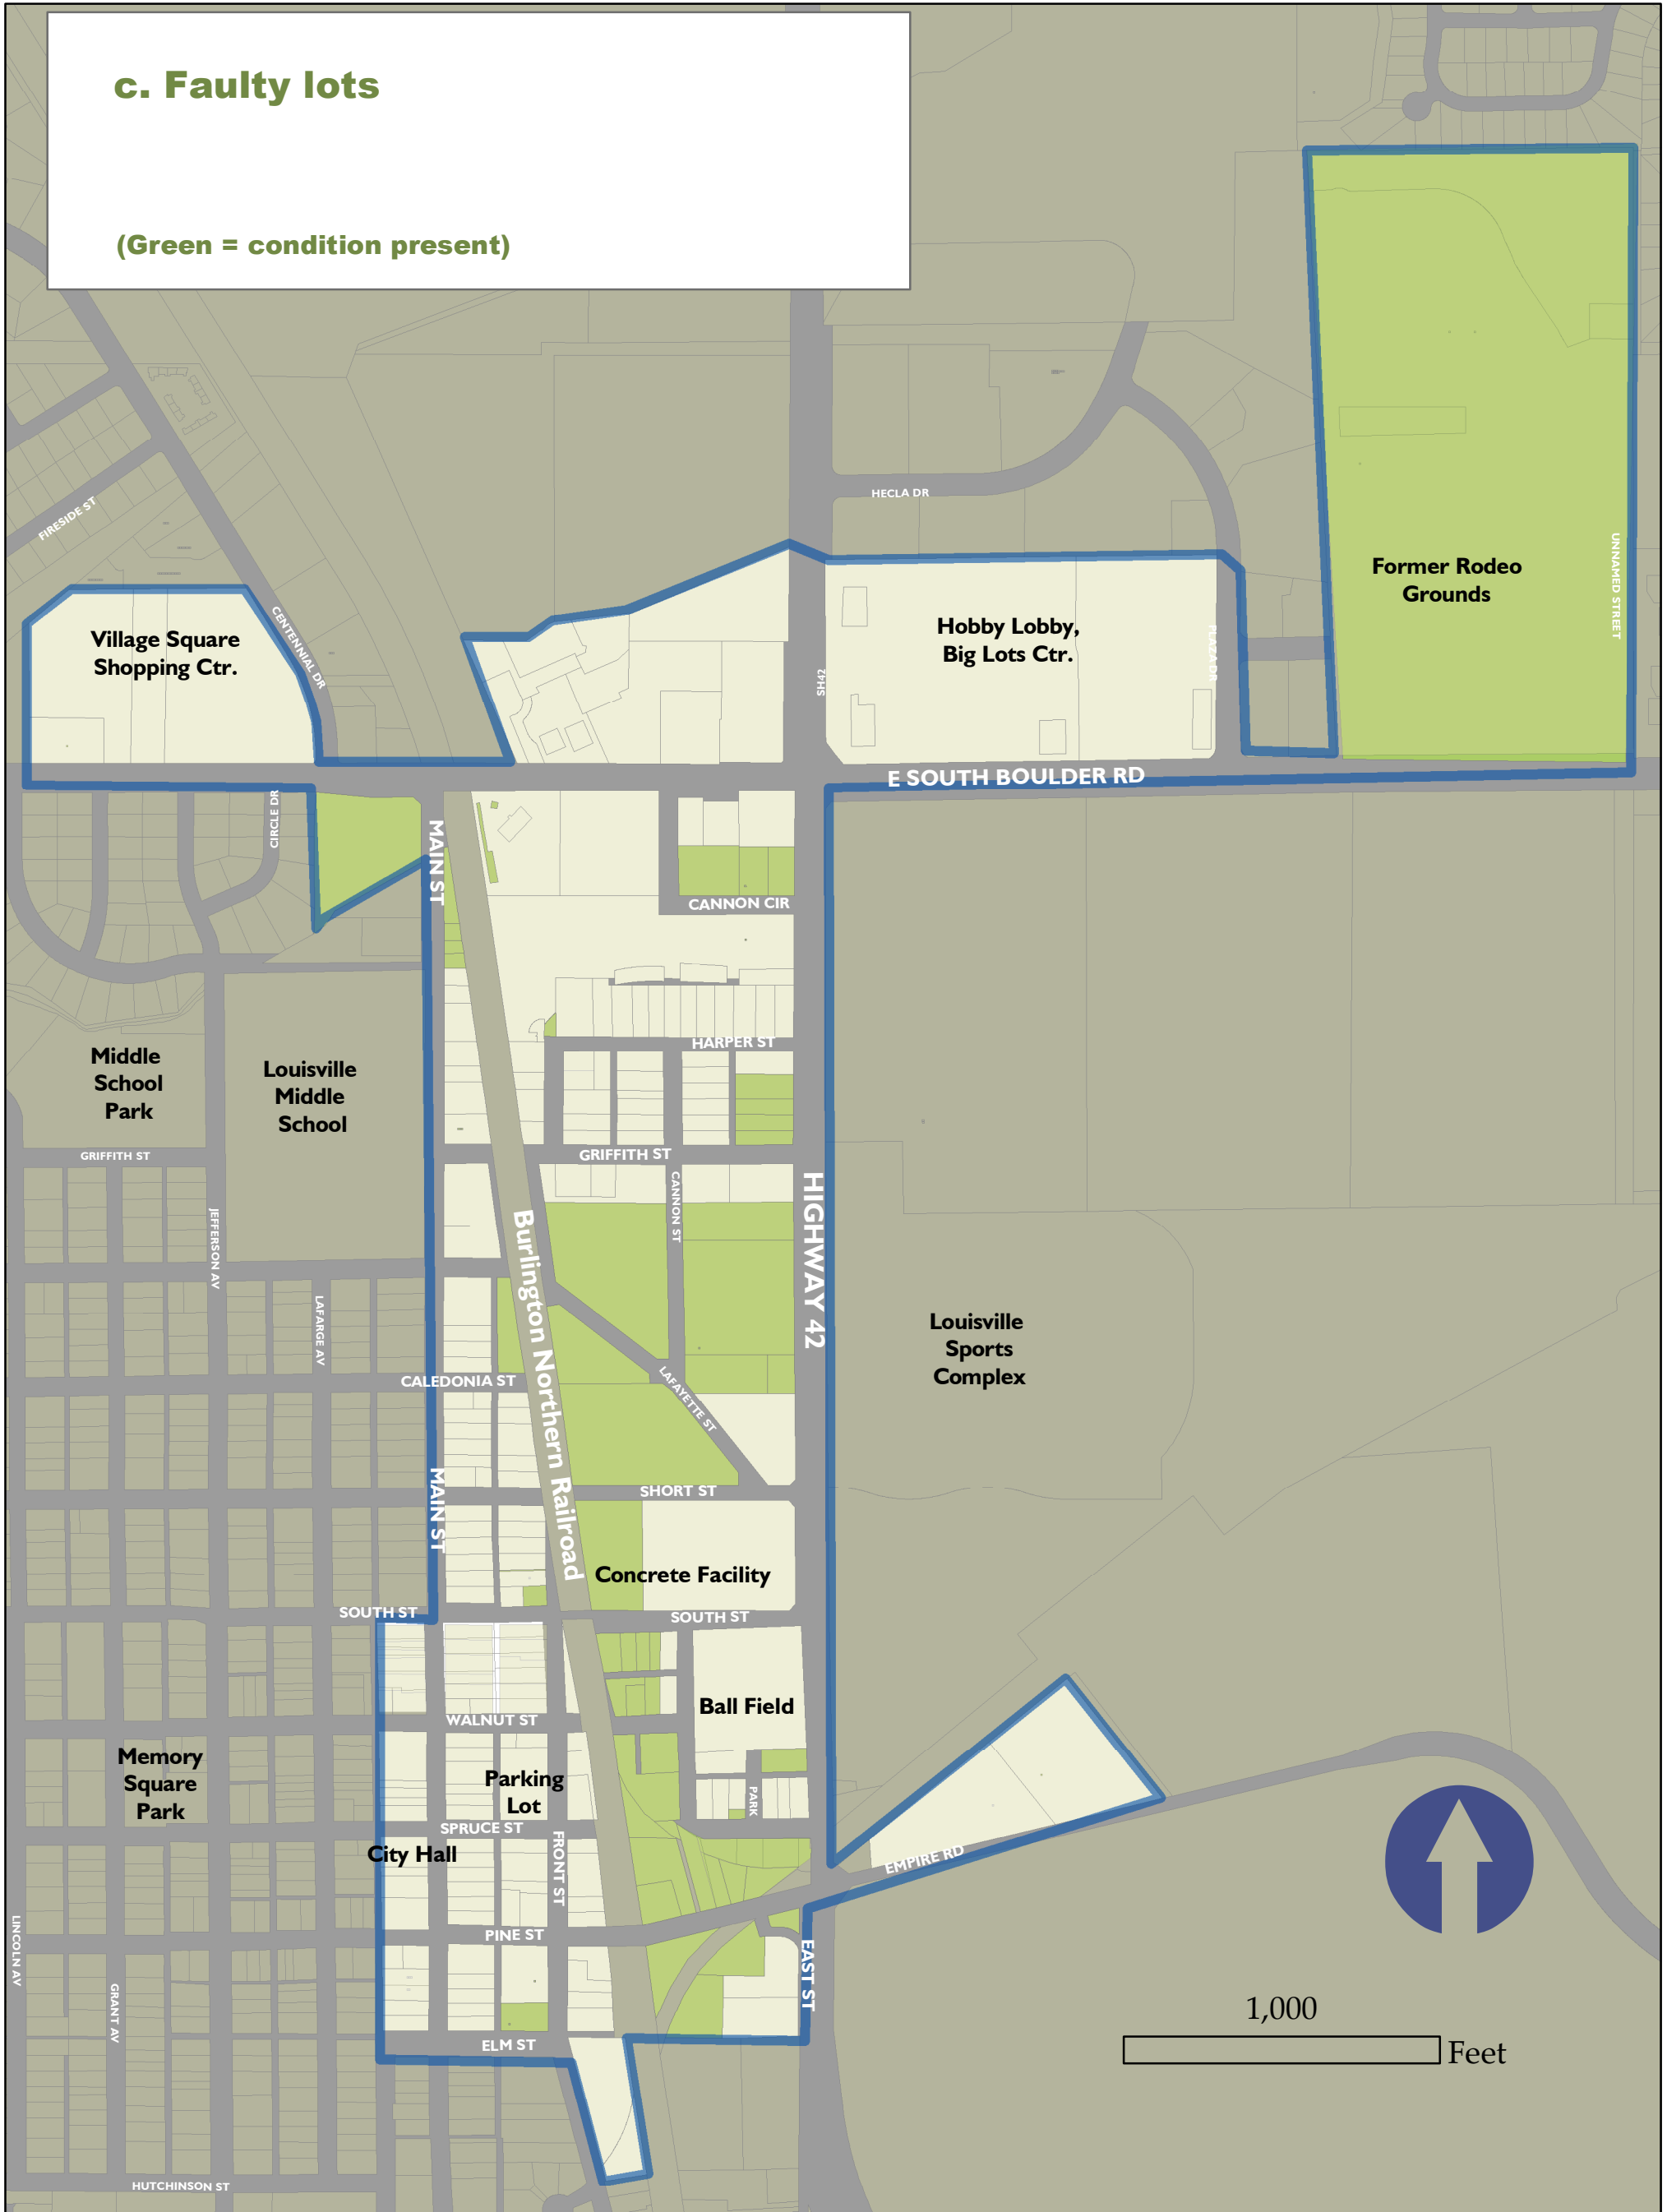 c. Faulty lots
(Green = condition present)
HECLA DR
FIRESIDE ST
UNNAMED STREET
Former Rodeo
Grounds
Village Square
Shopping Ctr.
CENTENNIAL DR
Hobby Lobby,
Big Lots Ctr.
SH42
PLAZA DR
E SOUTH BOULDER RD
CIRCLE DR
MAIN ST
CANNON CIR
HARPER ST
Middle
School
Park
Louisville
Middle
School
GRIFFITH ST
GRIFFITH ST
CANNON ST
JEFFERSON AV
Burlington Northern Railroad
HIGHWAY 42
LAFARGE AV
Louisville
Sports
Complex
CALEDONIA ST
LAFAYETTE ST
MAIN ST
SHORT ST
Concrete Facility
SOUTH ST
SOUTH ST
Ball Field
WALNUT ST
Memory
Square
Park
Parking
Lot
PARK
SPRUCE ST
City Hall
FRONT ST
EMPIRE RD
LINCOLN AV
PINE ST
EAST ST
GRANT AV
1,000
Feet
ELM ST
HUTCHINSON ST